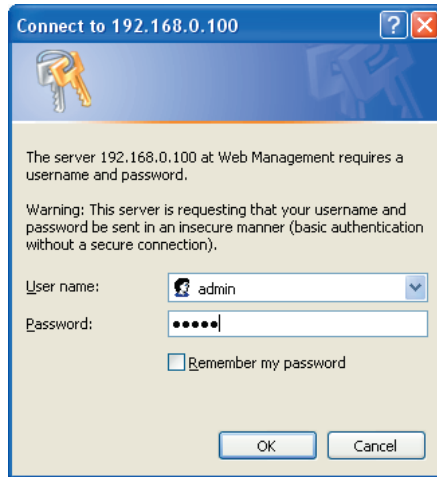 Connect to 192.168.0.100
The server 192.168.0.100 at Web Management requires a
username and password.
Warning: This server is requesting that your username and
password be sent in an insecure manner (basic authentication
without a secure connection).
User name:
admin
Password:
•••••
Remember my password
OK
Cancel